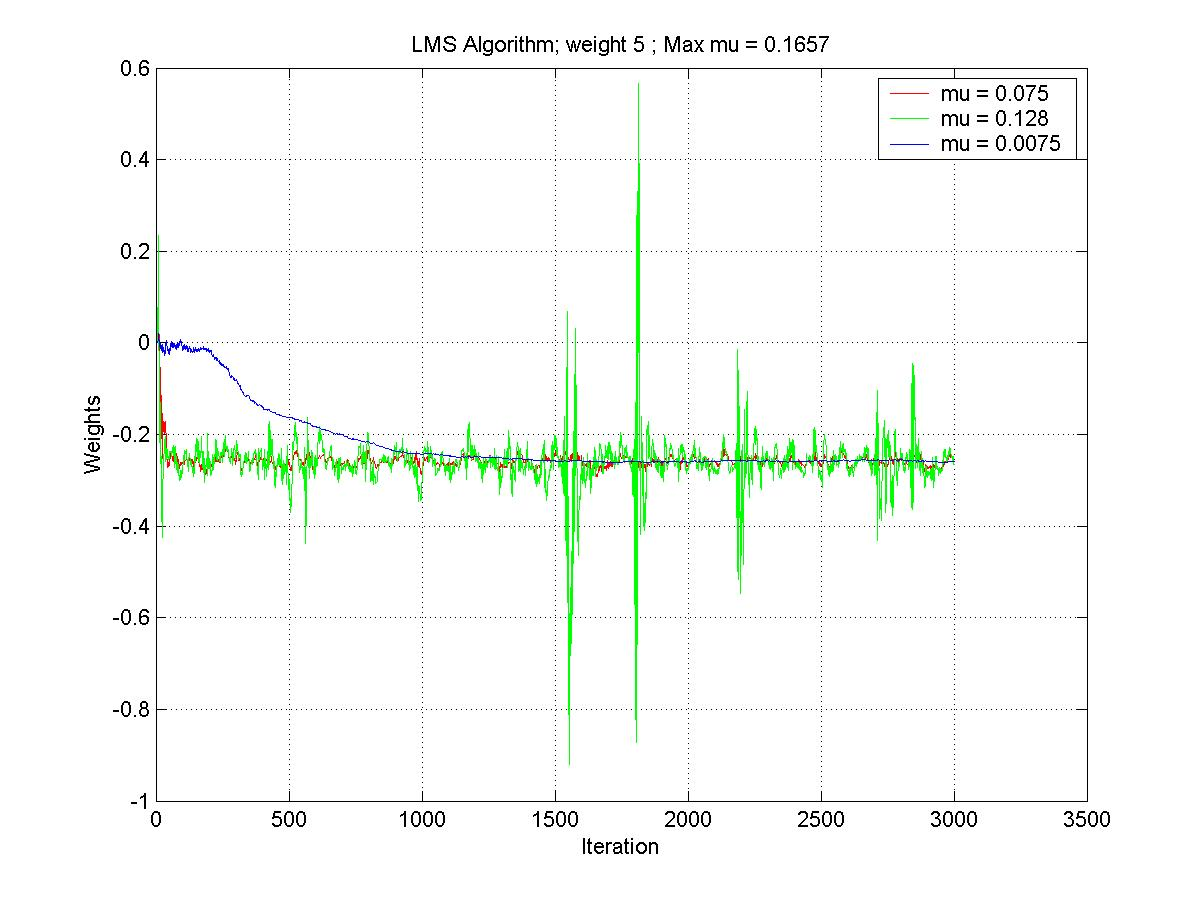 LMS Algorithm; weight 5 ; Max mu = 0.1657
0.6
0.4
0.2
0
-0.2
-0.4
-0.6
-0.8
-1
Weights
mu = 0.075
mu = 0.128
mu = 0.0075
0 500 1000 1500 2000 2500 3000 3500
Iteration